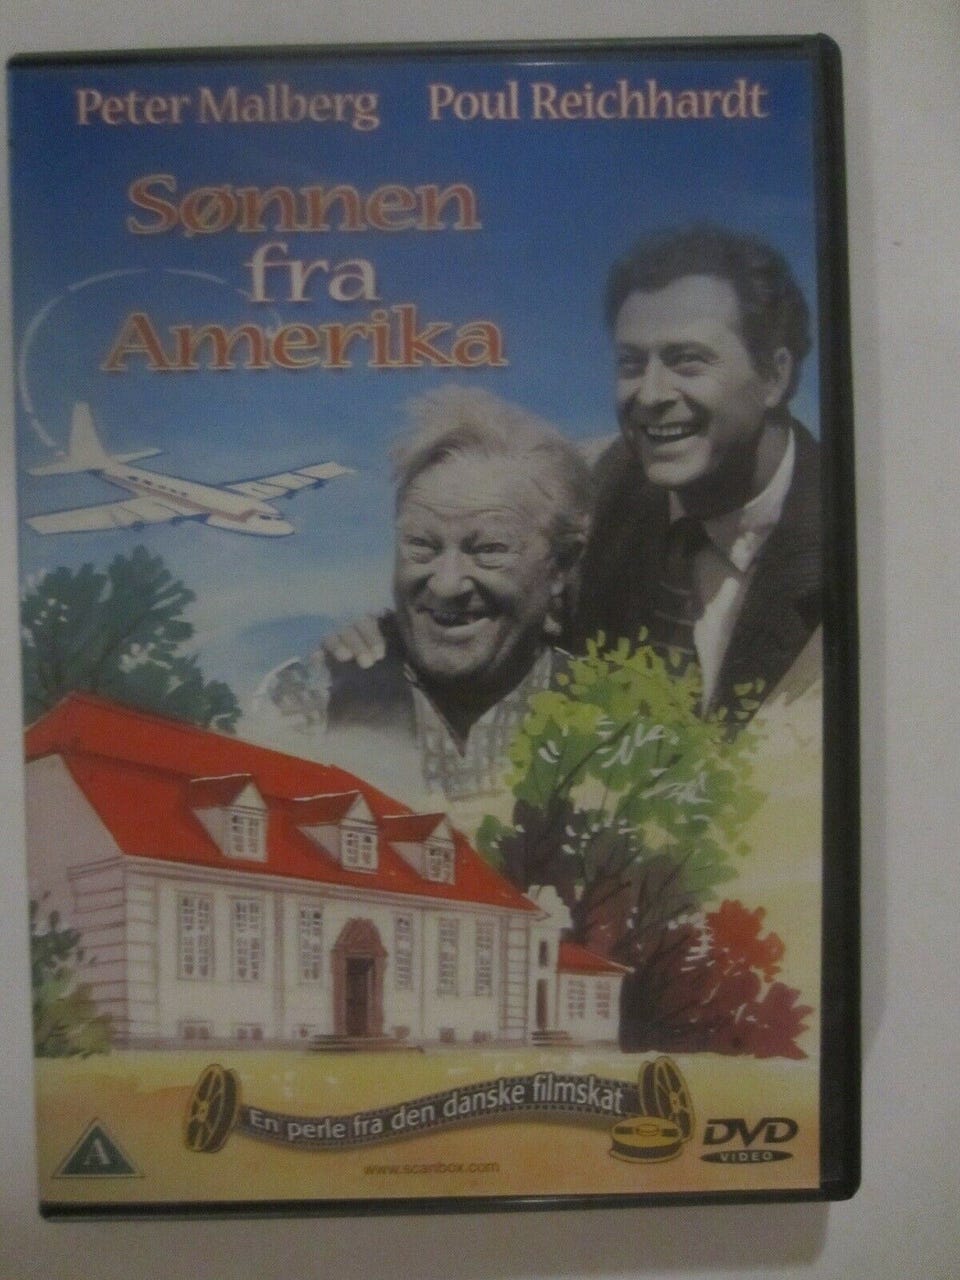 Peter Malberg Poul Reichhardt
Sønnen
fra
Amerika
En perle fra den danske filmskat
A
www.scanbox.com
DVD
VIDEO